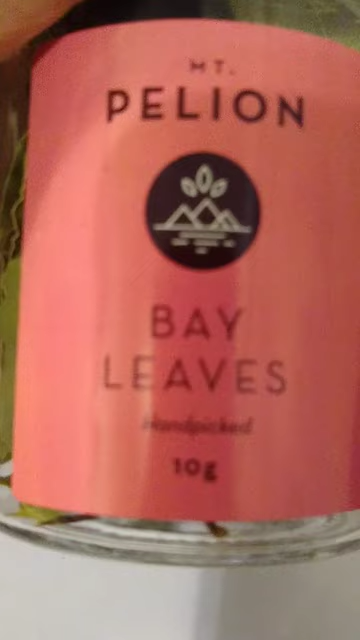 MT.
PELION
BAY
LEAVES
Handpicked
10g